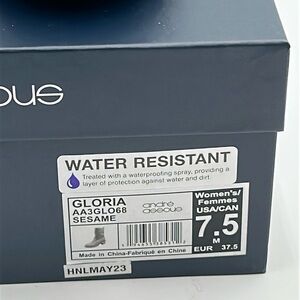 ous
WATER RESISTANT
Treated with a waterproofing spray, providing a
layer of protection against water and dirt.
GLORIA
AA3GLO68
SESAME
andré
assous
Women's/
Femmes
USA/CAN
7.5
M
EUR 37.5
Made in China-Fabriqué en Chine
HNLMAY23